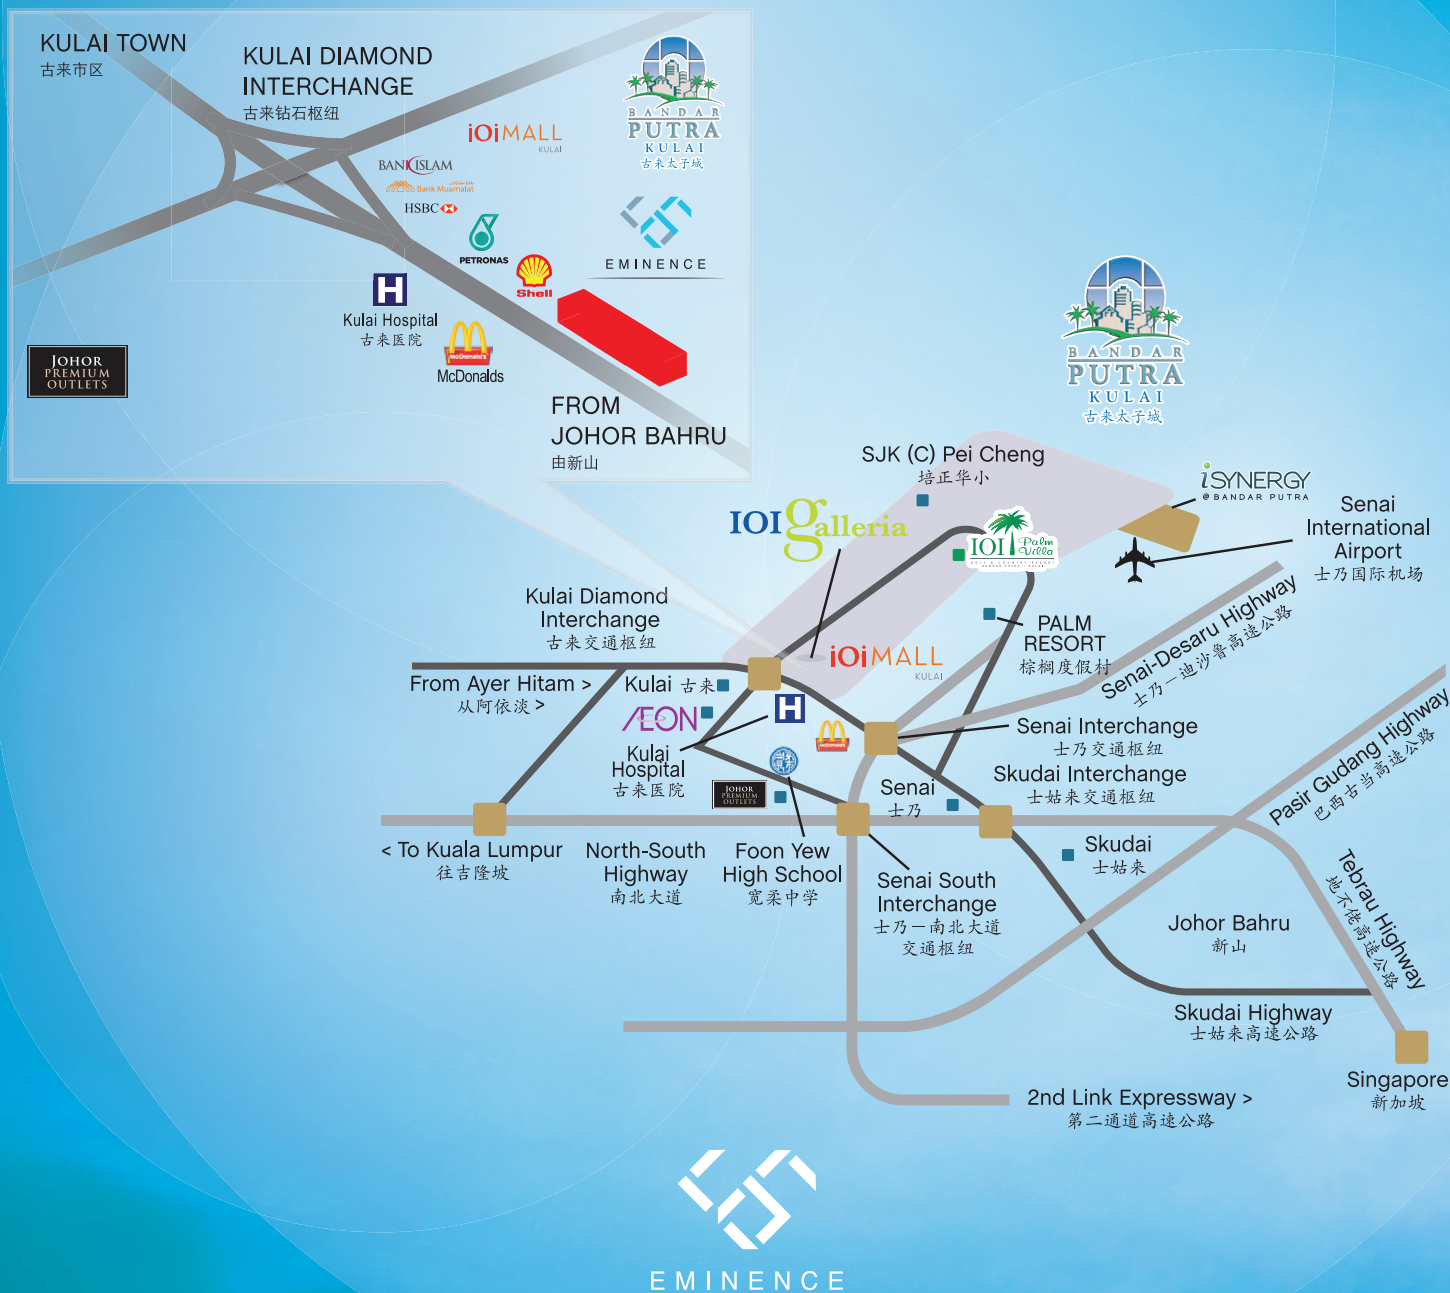 KULAI TOWN
古来市区
KULAI DIAMOND
INTERCHANGE
古来钻石枢纽
iOi MALL
KULAI
BANDAR
PUTRA
KULAI
古来太子城
BANK ISLAM
Bank Muamalat
HSBC
PETRONAS
Shell
EMINENCE
H
Kulai Hospital
古来医院
McDonald's
McDonalds
JOHOR
PREMIUM
OUTLETS
FROM
JOHOR BAHRU
由新山
BANDAR
PUTRA
KULAI
古来太子城
SJK (C) Pei Cheng
培正华小
iSYNERGY
@ BANDAR PUTRA
IOI galleria
IOI Palm
Villa
Senai
International
Airport
士乃国际机场
Kulai Diamond
Interchange
古来交通枢纽
PALM
RESORT
棕榈度假村
Senai-Desaru Highway
士乃－迪沙鲁高速公路
iOi MALL
KULAI
From Ayer Hitam >
从阿依淡 >
Kulai 古来
ÆON
H
McDonald's
Kulai
Hospital
古来医院
JOHOR
PREMIUM
OUTLETS
Senai Interchange
士乃交通枢纽
Skudai Interchange
士姑来交通枢纽
Senai
士乃
Pasir Gudang Highway
巴西古当高速公路
< To Kuala Lumpur
往吉隆坡
North-South
Highway
南北大道
Foon Yew
High School
宽柔中学
Senai South
Interchange
士乃－南北大道
交通枢纽
Skudai
士姑来
Tebrau Highway
地不佬高速公路
Johor Bahru
新山
Skudai Highway
士姑来高速公路
Singapore
新加坡
2nd Link Expressway >
第二通道高速公路
EMINENCE